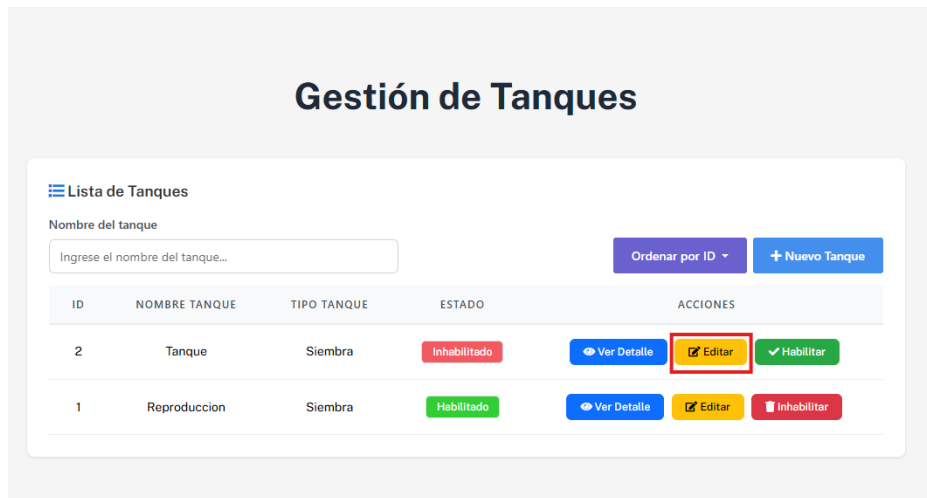 Gestión de Tanques
Lista de Tanques
Nombre del tanque
Ingrese el nombre del tanque...
Ordenar por ID
Nuevo Tanque
ID NOMBRE TANQUE TIPO TANQUE ESTADO ACCIONES
2 Tanque Siembra Inhabilitado Ver Detalle Editar Habilitar
1 Reproduccion Siembra Habilitado Ver Detalle Editar Inhabilitar